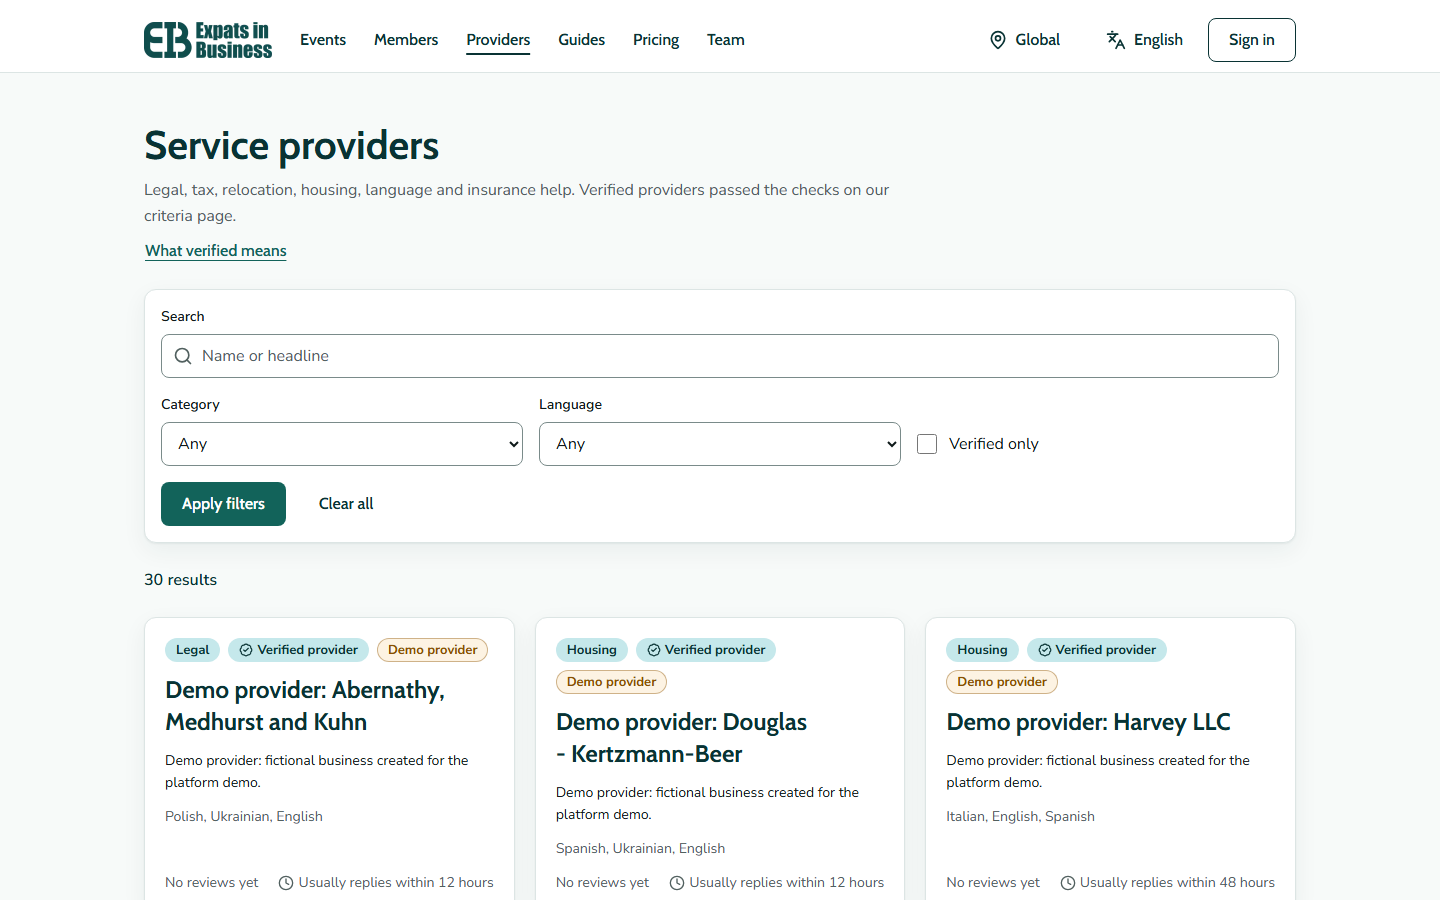 EIB Expats in Business
Events
Members
Providers
Guides
Pricing
Team
Global
English
Sign in
Service providers
Legal, tax, relocation, housing, language and insurance help. Verified providers passed the checks on our
criteria page.
What verified means
Search
Name or headline
Category
Language
Any
Any
Verified only
Apply filters
Clear all
30 results
Legal
Verified provider
Demo provider
Demo provider: Abernathy,
Medhurst and Kuhn
Demo provider: fictional business created for the
platform demo.
Polish, Ukrainian, English
No reviews yet
Usually replies within 12 hours
Housing
Verified provider
Demo provider
Demo provider: Douglas
- Kertzmann-Beer
Demo provider: fictional business created for the
platform demo.
Spanish, Ukrainian, English
No reviews yet
Usually replies within 12 hours
Housing
Verified provider
Demo provider
Demo provider: Harvey LLC
Demo provider: fictional business created for the
platform demo.
Italian, English, Spanish
No reviews yet
Usually replies within 48 hours